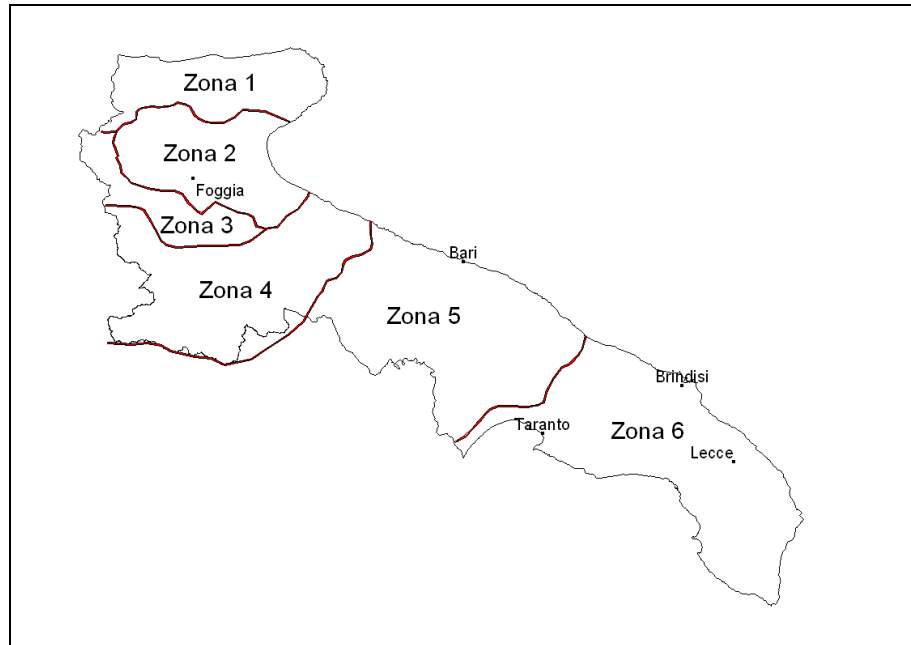 Zona 1
Zona 2
Foggia
Zona 3
Bari
Zona 4
Zona 5
Brindisi
Taranto
Zona 6
Lecce